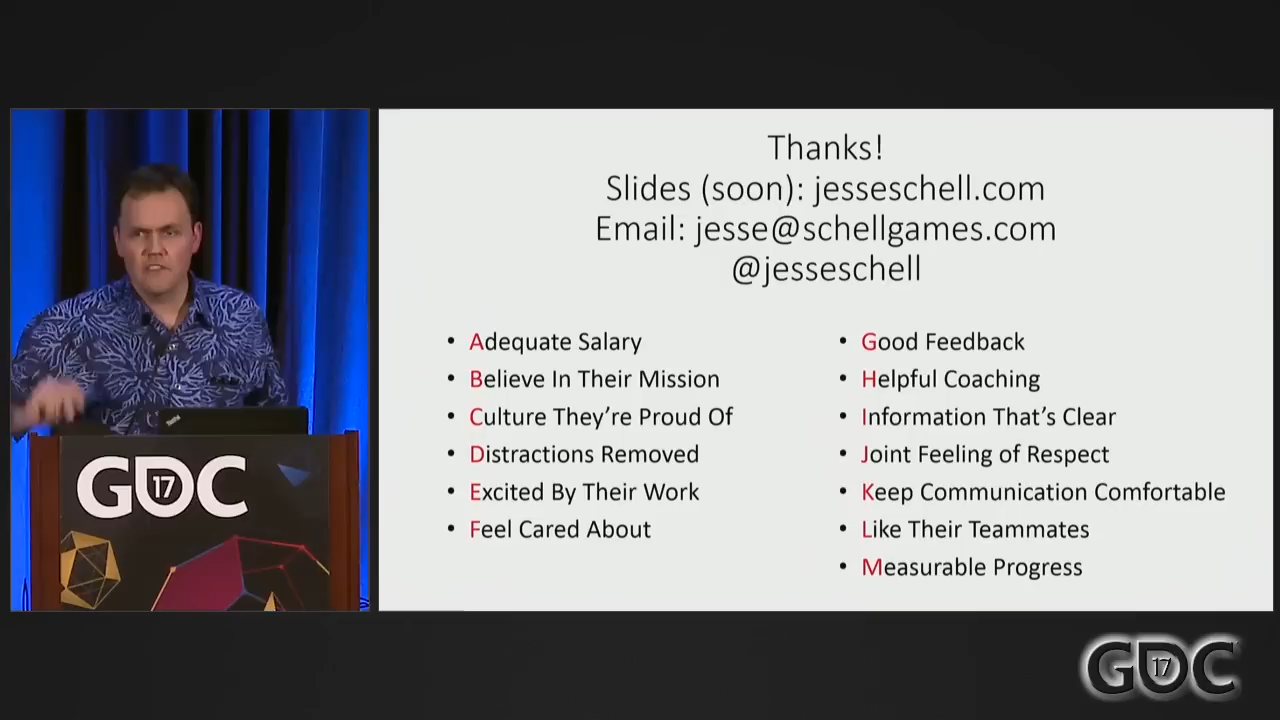 Thanks!
Slides (soon): jesseschell.com
Email: jesse@schellgames.com
@jesseschell
• Adequate Salary
• Believe In Their Mission
• Culture They’re Proud Of
• Distractions Removed
• Excited By Their Work
• Feel Cared About
• Good Feedback
• Helpful Coaching
• Information That’s Clear
• Joint Feeling of Respect
• Keep Communication Comfortable
• Like Their Teammates
• Measurable Progress
ThinkPad
GDC 17
GDC 17